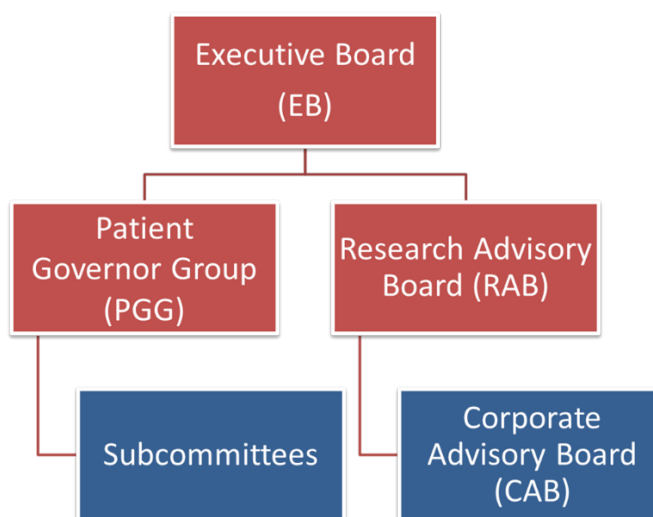 Executive Board
(EB)
Patient
Governor Group
(PGG)
Research Advisory
Board (RAB)
Subcommittees
Corporate
Advisory Board
(CAB)